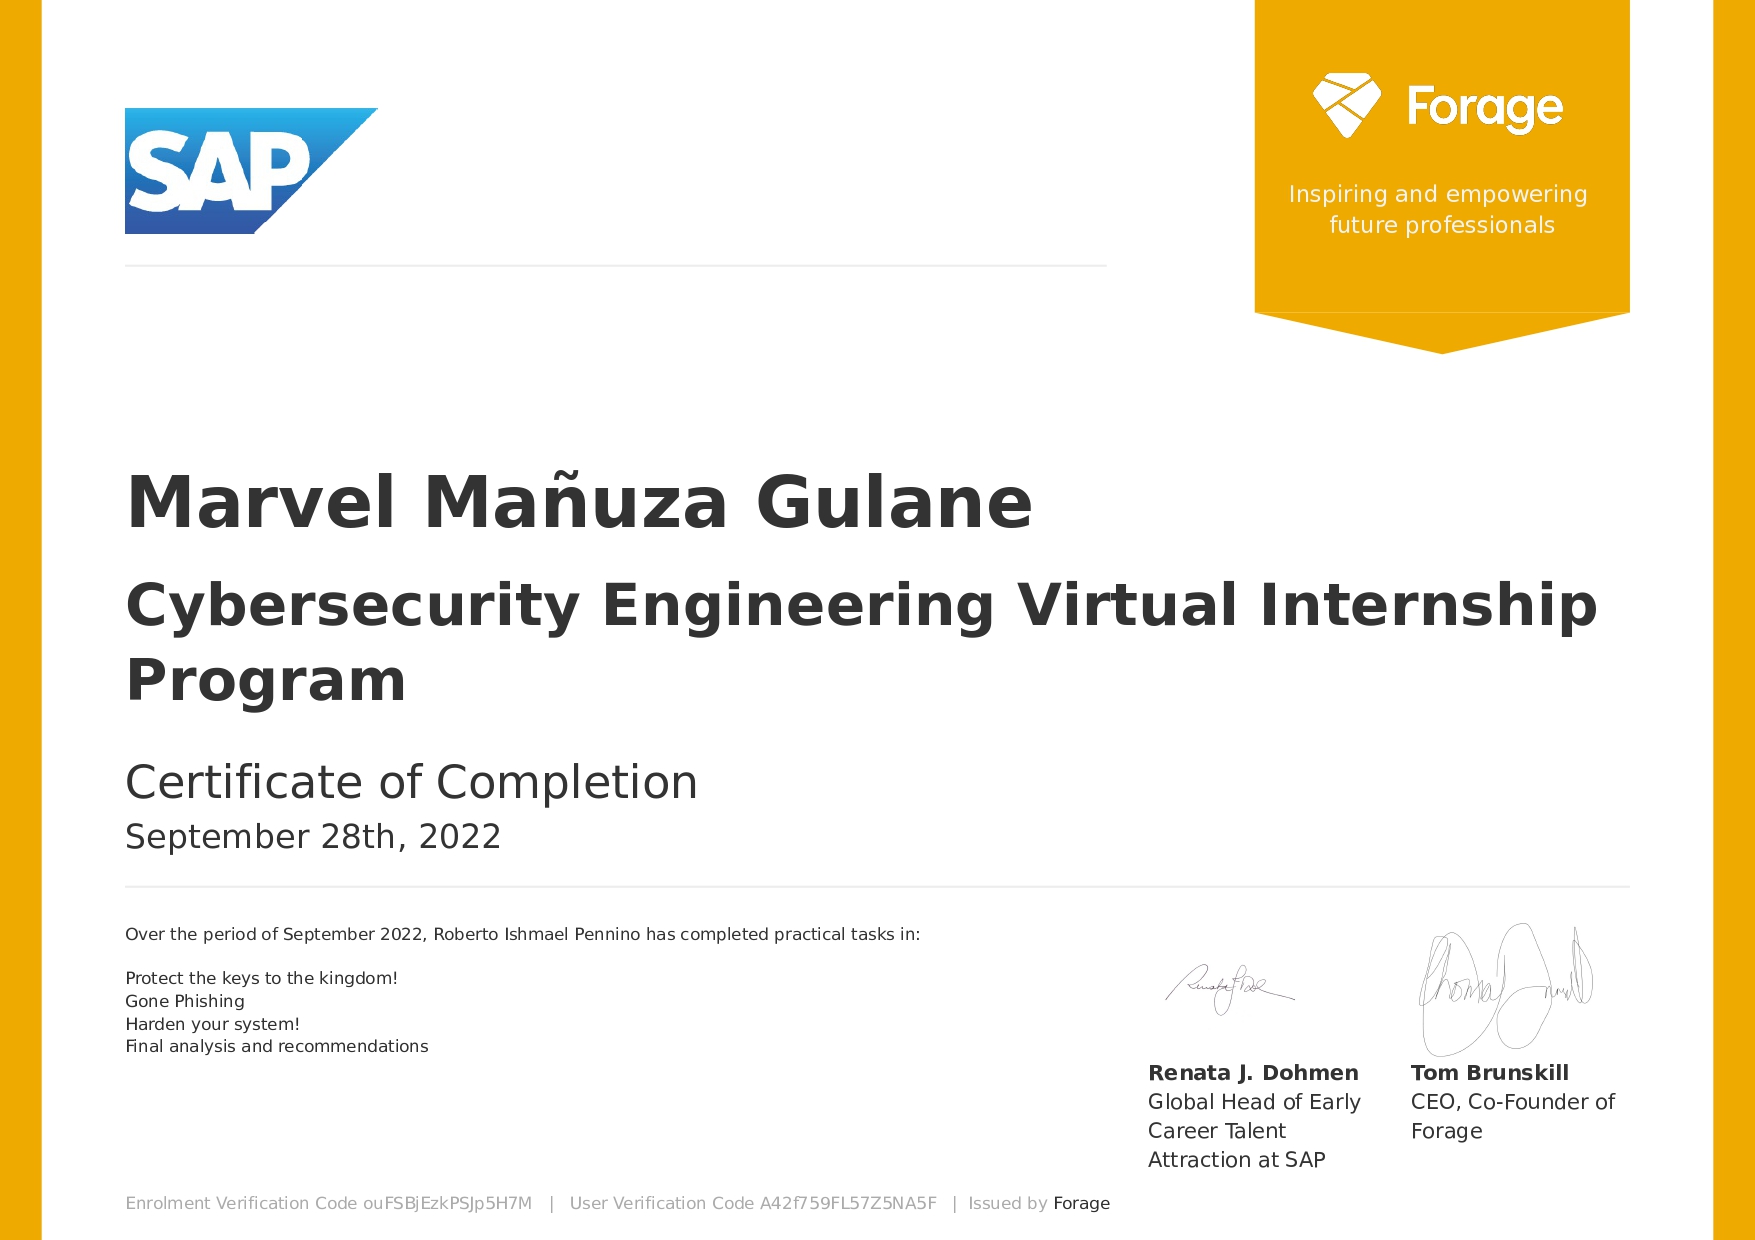 SAP
Forage
Inspiring and empowering
future professionals
Marvel Mañuza Gulane
Cybersecurity Engineering Virtual Internship
Program
Certificate of Completion
September 28th, 2022
Over the period of September 2022, Roberto Ishmael Pennino has completed practical tasks in:
Protect the keys to the kingdom!
Gone Phishing
Harden your system!
Final analysis and recommendations
Renata J. Dohmen
Global Head of Early
Career Talent
Attraction at SAP
Tom Brunskill
CEO, Co-Founder of
Forage
Enrolment Verification Code ouFSBjEzkPSJp5H7M | User Verification Code A42f759FL57Z5NA5F | Issued by Forage